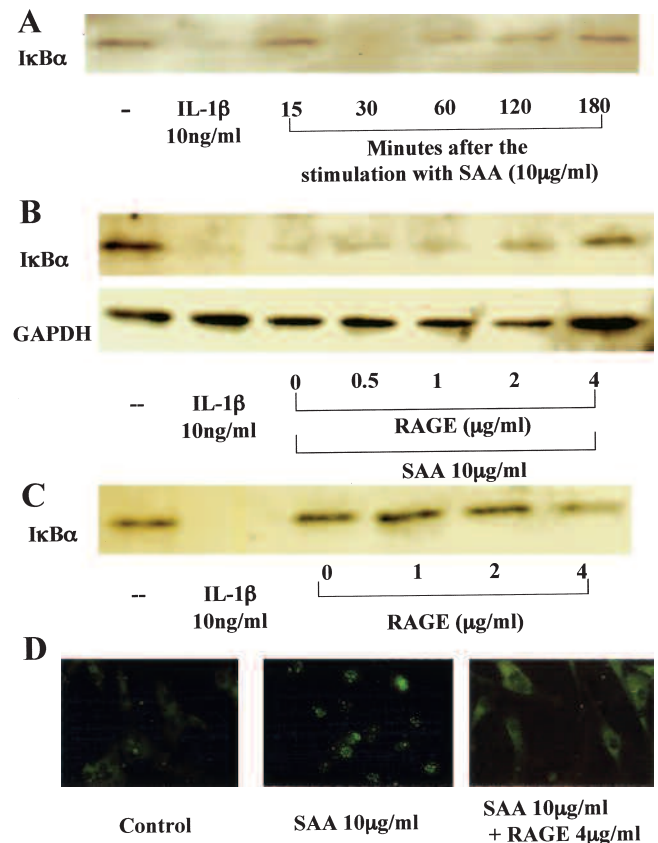 A
IκBα
- IL-1β 15 30 60 120 180
10ng/ml
Minutes after the
stimulation with SAA (10μg/ml)
B
IκBα
GAPDH
-- IL-1β 0 0.5 1 2 4
10ng/ml
RAGE (μg/ml)
SAA 10μg/ml
C
IκBα
-- IL-1β 0 1 2 4
10ng/ml
RAGE (μg/ml)
D
Control
SAA 10μg/ml
SAA 10μg/ml
+ RAGE 4μg/ml